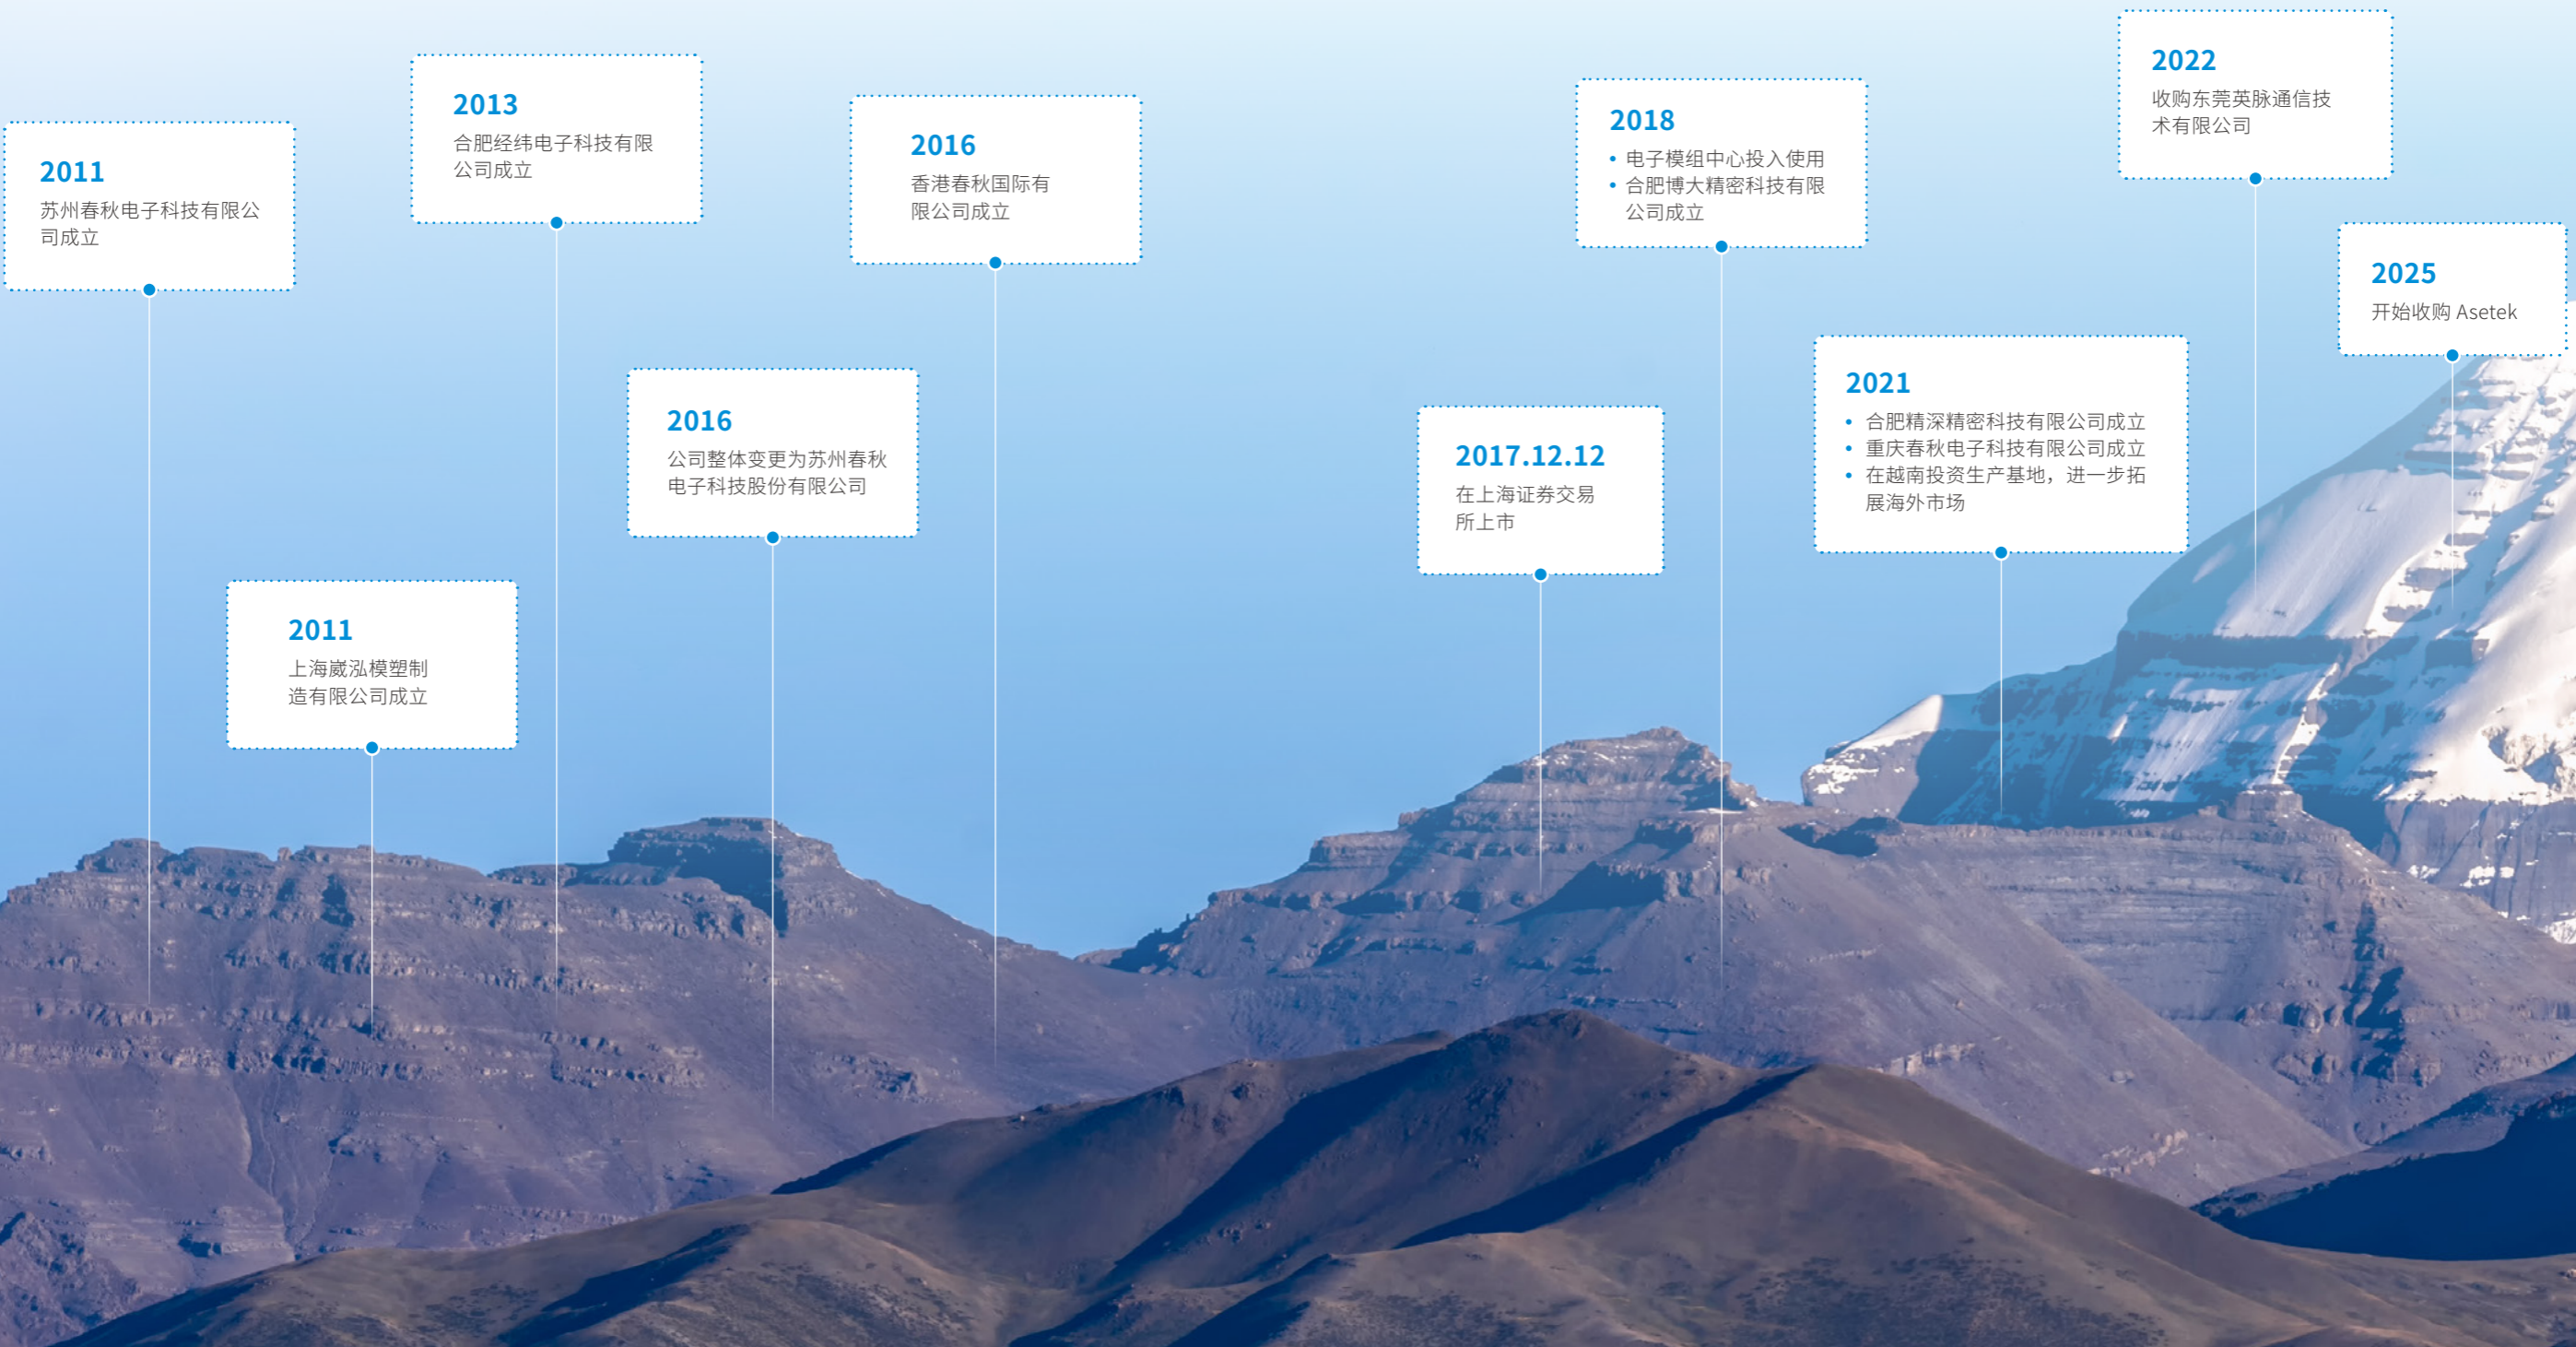 2011
苏州春秋电子科技有限公
司成立
2011
上海崴泓模塑制
造有限公司成立
2013
合肥经纬电子科技有限
公司成立
2016
公司整体变更为苏州春秋
电子科技股份有限公司
2016
香港春秋国际有
限公司成立
2017.12.12
在上海证券交易
所上市
2018
• 电子模组中心投入使用
• 合肥博大精密科技有限
公司成立
2021
• 合肥精深精密科技有限公司成立
• 重庆春秋电子科技有限公司成立
• 在越南投资生产基地，进一步拓
展海外市场
2022
收购东莞英脉通信技
术有限公司
2025
开始收购 Asetek